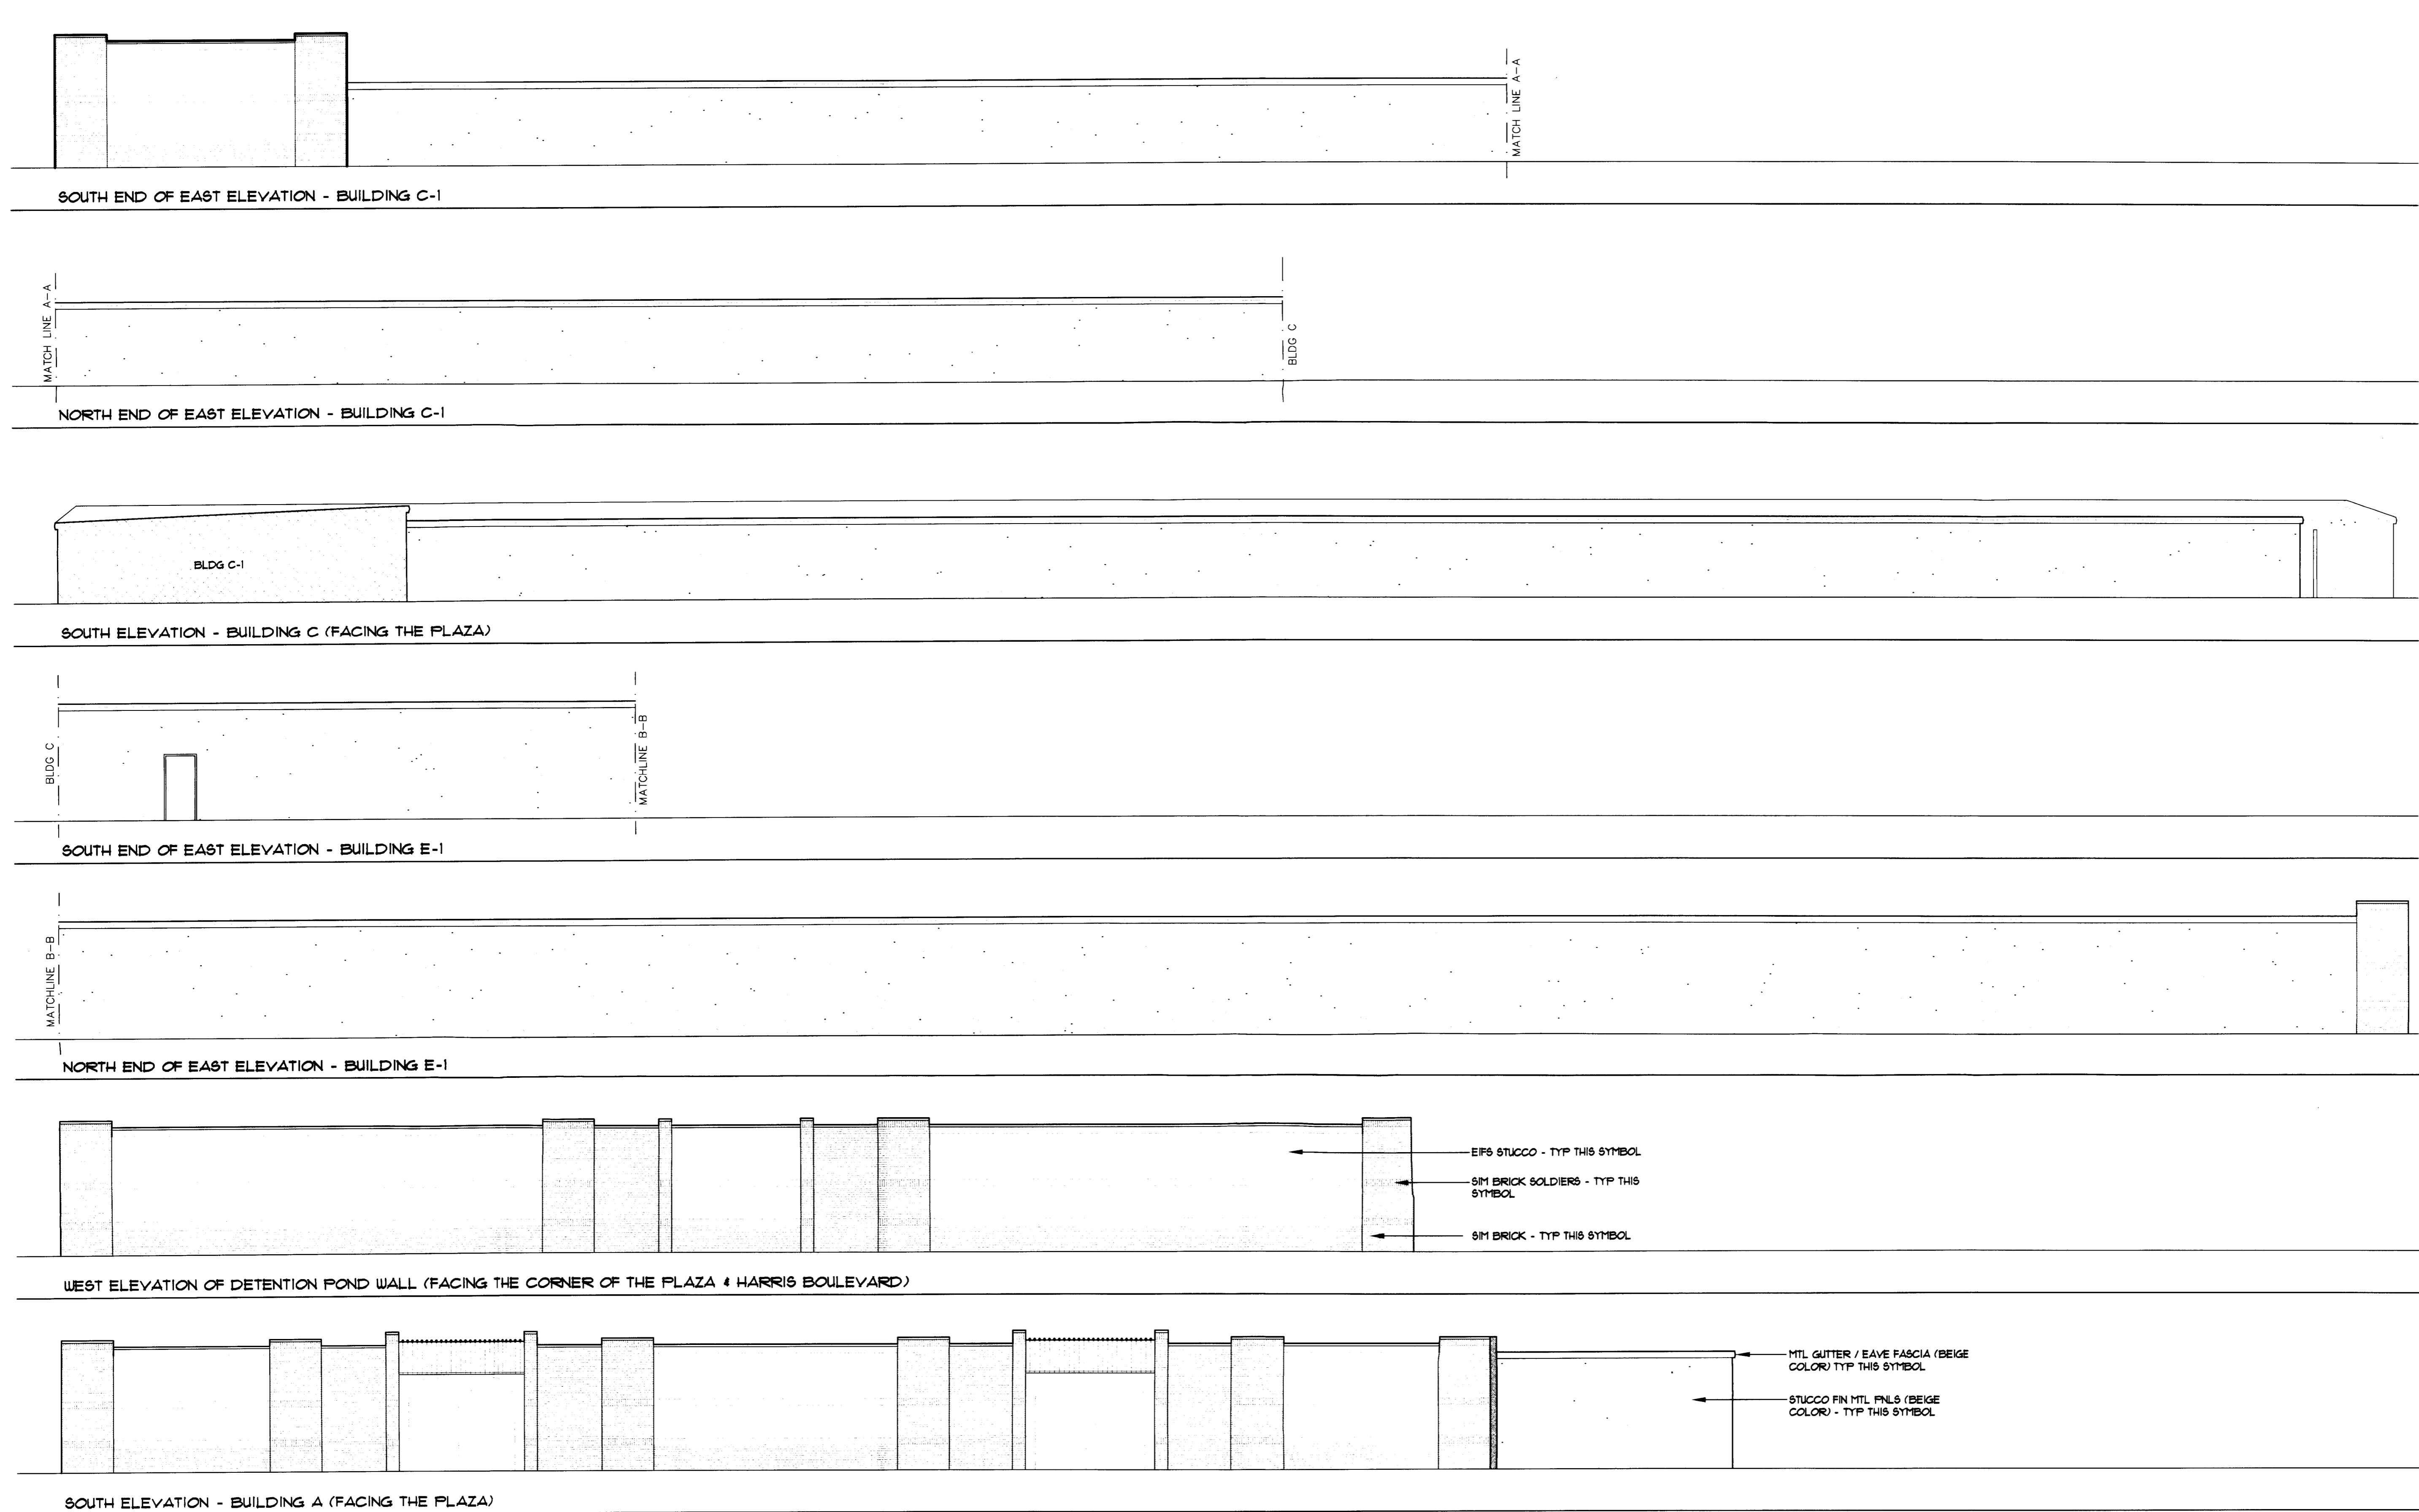 MATCH LINE A-A
SOUTH END OF EAST ELEVATION - BUILDING C-1
MATCH LINE A-A
BLDG C
NORTH END OF EAST ELEVATION - BUILDING C-1
BLDG C-1
SOUTH ELEVATION - BUILDING C (FACING THE PLAZA)
BLDG C
MATCHLINE B-B
SOUTH END OF EAST ELEVATION - BUILDING E-1
MATCHLINE B-B
NORTH END OF EAST ELEVATION - BUILDING E-1
EIFS STUCCO - TYP THIS SYMBOL
SIM BRICK SOLDIERS - TYP THIS
SYMBOL
SIM BRICK - TYP THIS SYMBOL
WEST ELEVATION OF DETENTION POND WALL (FACING THE CORNER OF THE PLAZA & HARRIS BOULEVARD)
MTL GUTTER / EAVE FASCIA (BEIGE
COLOR) TYP THIS SYMBOL
STUCCO FIN MTL PNLS (BEIGE
COLOR) - TYP THIS SYMBOL
SOUTH ELEVATION - BUILDING A (FACING THE PLAZA)